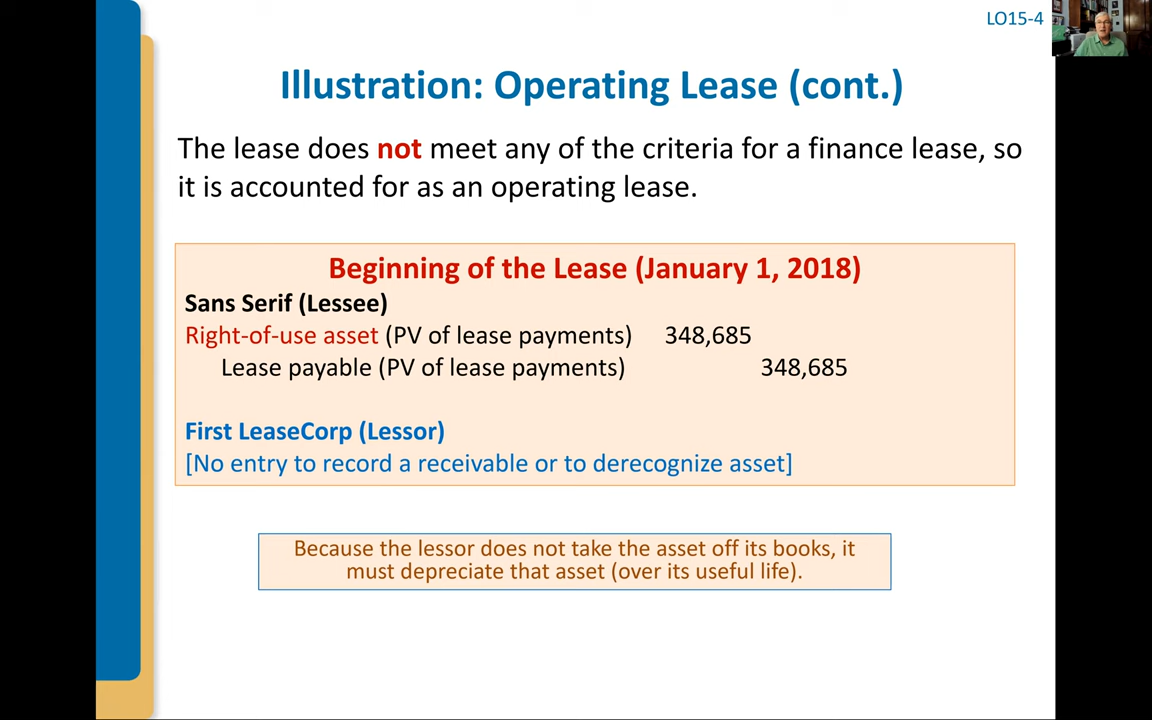 LO15-4
Illustration: Operating Lease (cont.)
The lease does not meet any of the criteria for a finance lease, so
it is accounted for as an operating lease.
Beginning of the Lease (January 1, 2018)
Sans Serif (Lessee)
Right-of-use asset (PV of lease payments) 348,685
Lease payable (PV of lease payments) 348,685
First LeaseCorp (Lessor)
[No entry to record a receivable or to derecognize asset]
Because the lessor does not take the asset off its books, it
must depreciate that asset (over its useful life).